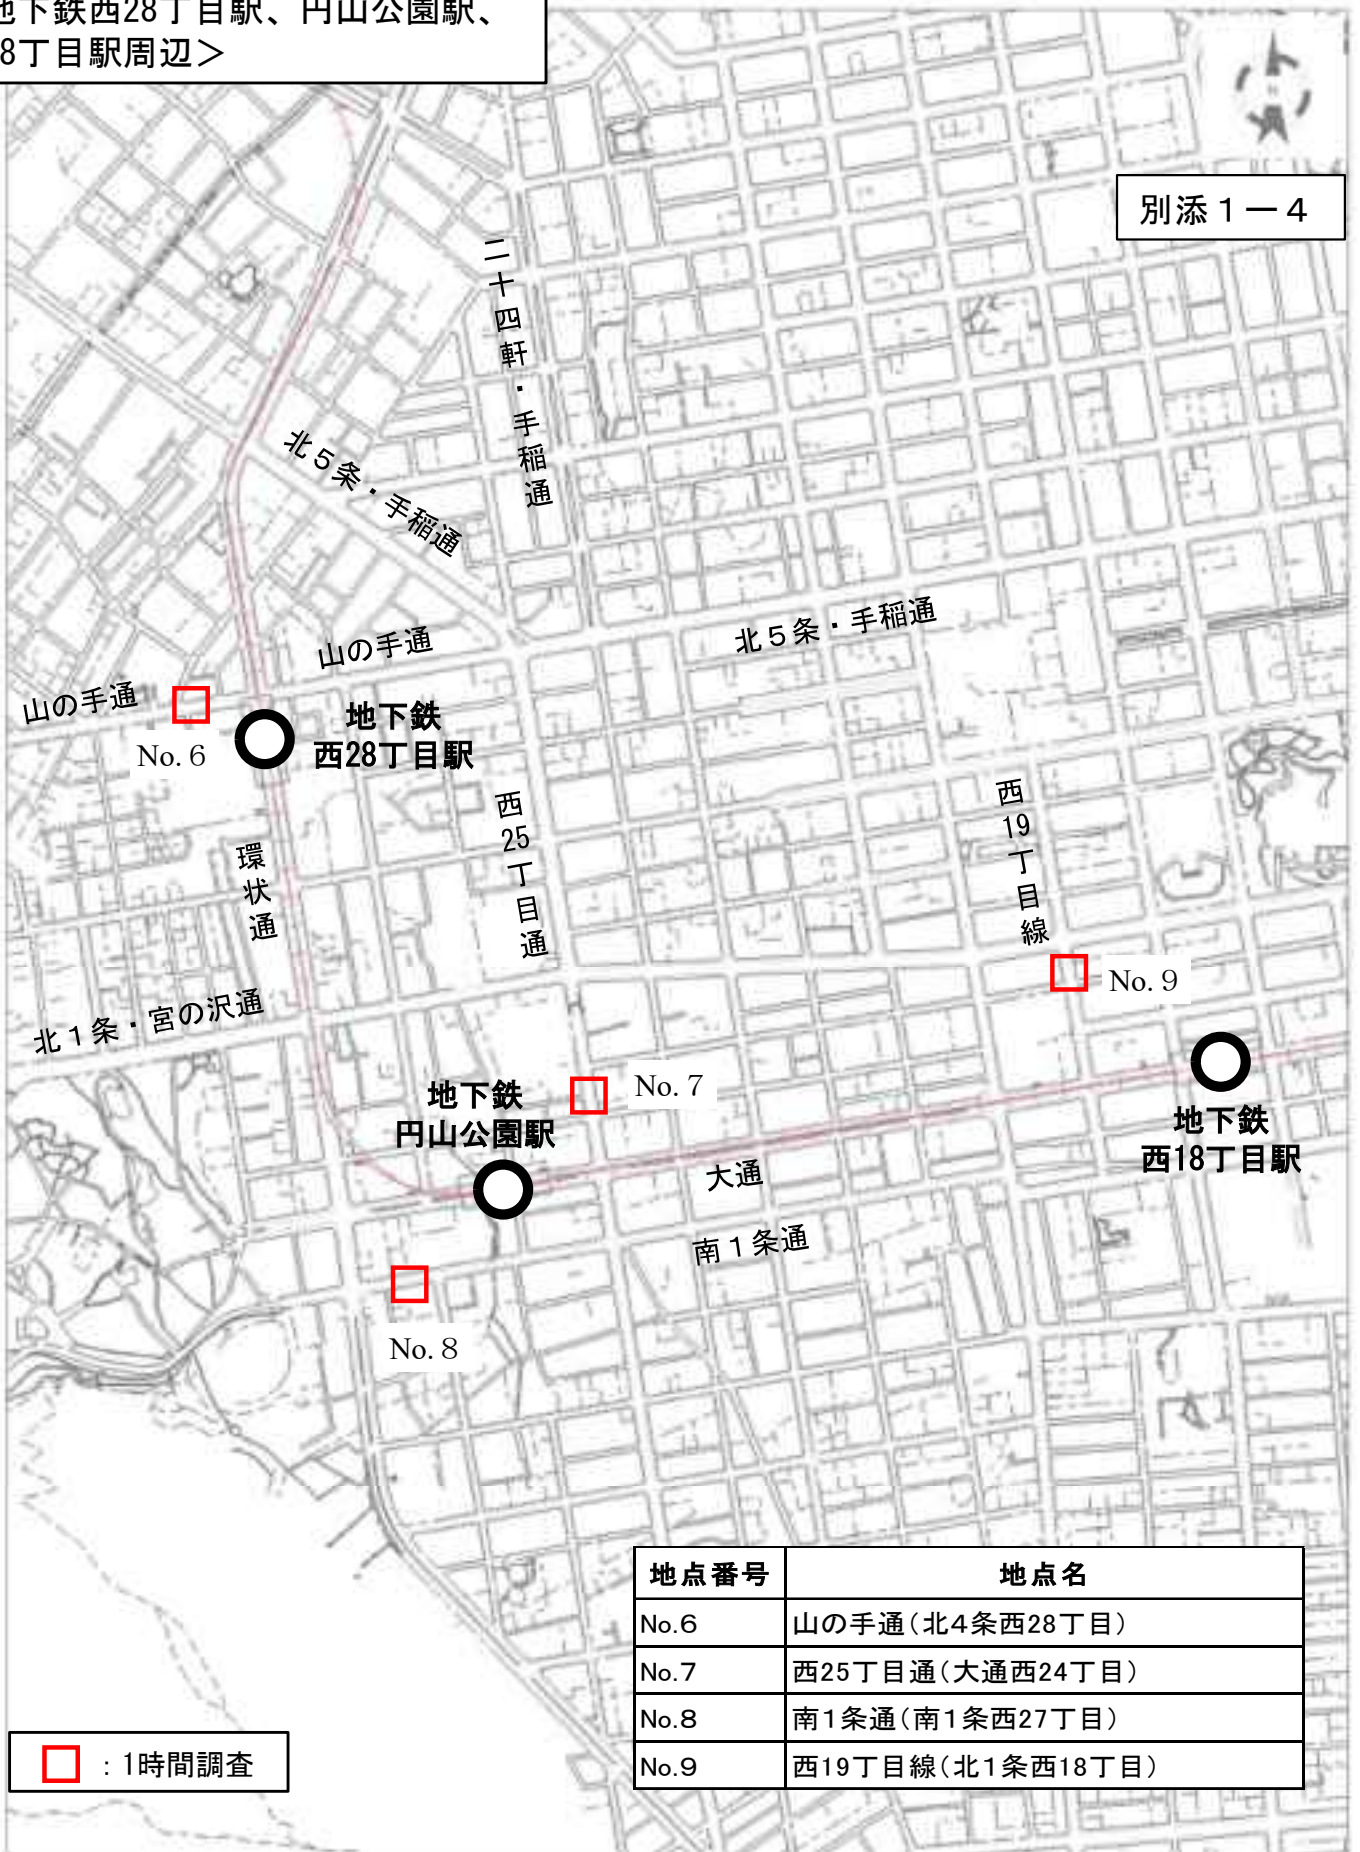 地下鉄西28丁目駅、円山公園駅、
8丁目駅周辺＞
別添１－４
二十四軒・手稲通
北５条・手稲通
山の手通
北５条・手稲通
山の手通
No. 6
地下鉄
西28丁目駅
西25丁目通
西19丁目線
環状通
No. 9
北１条・宮の沢通
地下鉄
円山公園駅
No. 7
地下鉄
西18丁目駅
大通
南１条通
No. 8
地点番号 地点名
No.6 山の手通（北4条西28丁目）
No.7 西25丁目通（大通西24丁目）
No.8 南1条通（南1条西27丁目）
No.9 西19丁目線（北1条西18丁目）
：1時間調査